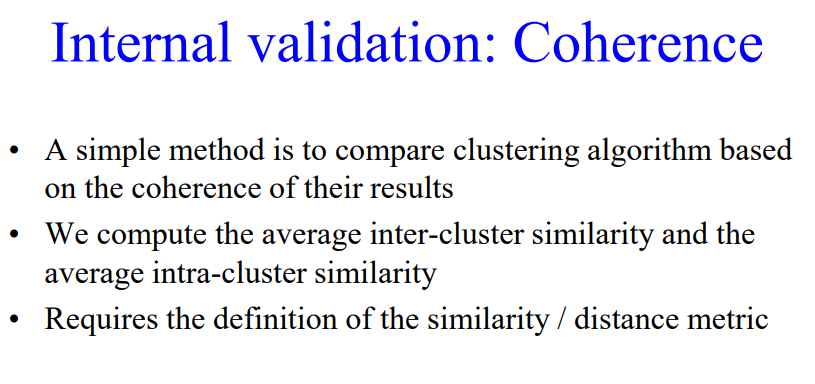 Internal validation: Coherence
• A simple method is to compare clustering algorithm based
on the coherence of their results
• We compute the average inter-cluster similarity and the
average intra-cluster similarity
• Requires the definition of the similarity / distance metric